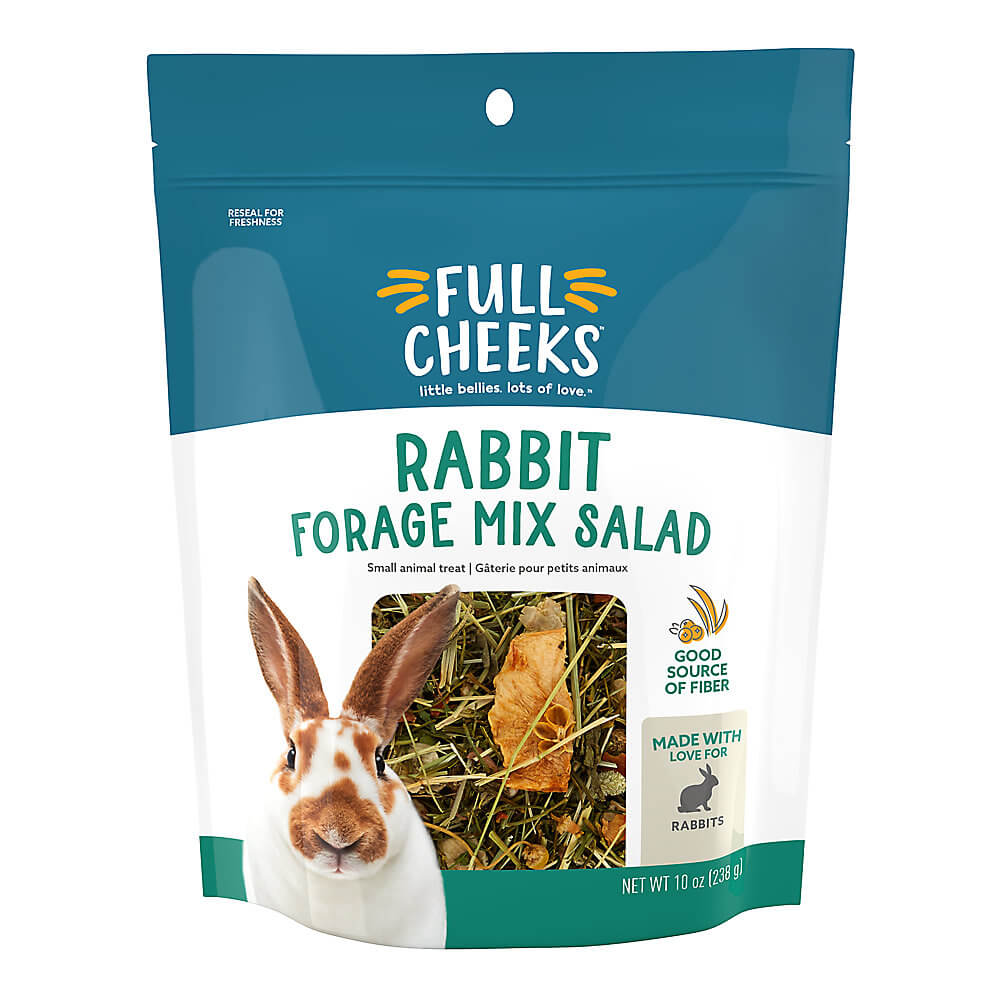 RESEAL FOR
FRESHNESS
FULL
CHEEKS™
little bellies. lots of love.™
RABBIT
FORAGE MIX SALAD
Small animal treat | Gâterie pour petits animaux
GOOD
SOURCE
OF FIBER
MADE WITH
LOVE FOR
RABBITS
NET WT 10 oz (238 g)